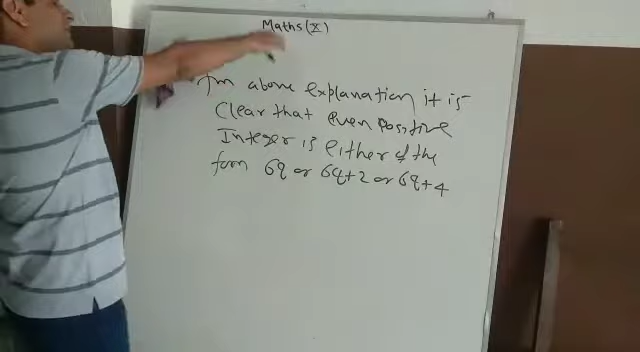 Maths (X)
from above explanation it is
clear that even positive
Integer is either of the
form 6q or 6q+2 or 6q+4